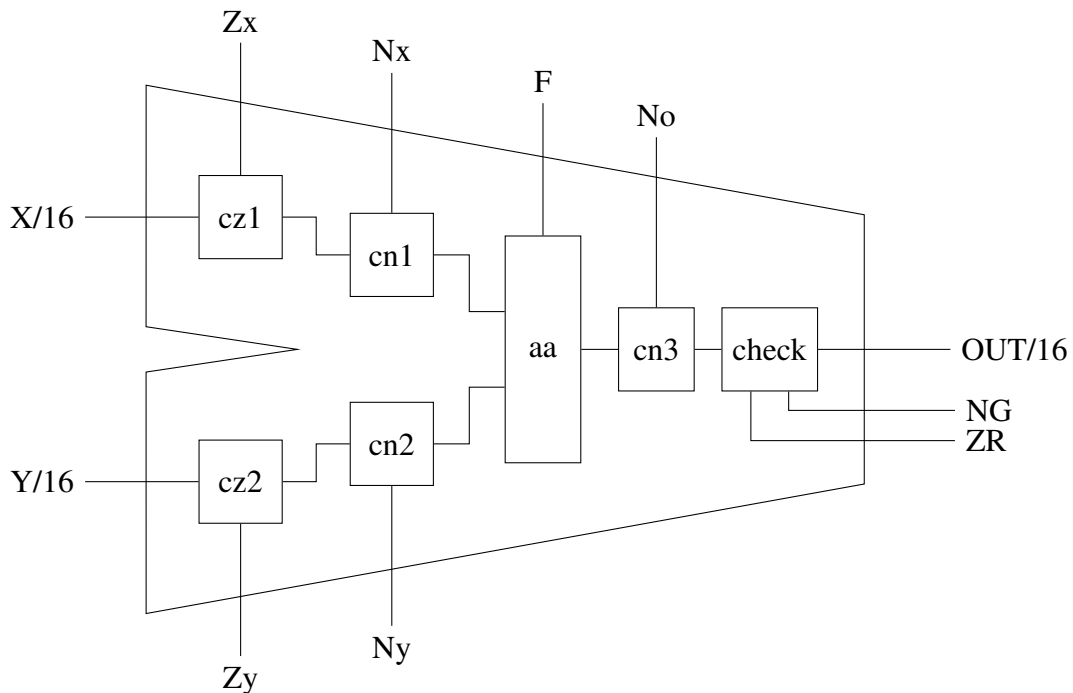 Zx
Nx
F
No
X/16
cz1
cn1
aa
cn3
check
OUT/16
NG
ZR
Y/16
cz2
cn2
Ny
Zy